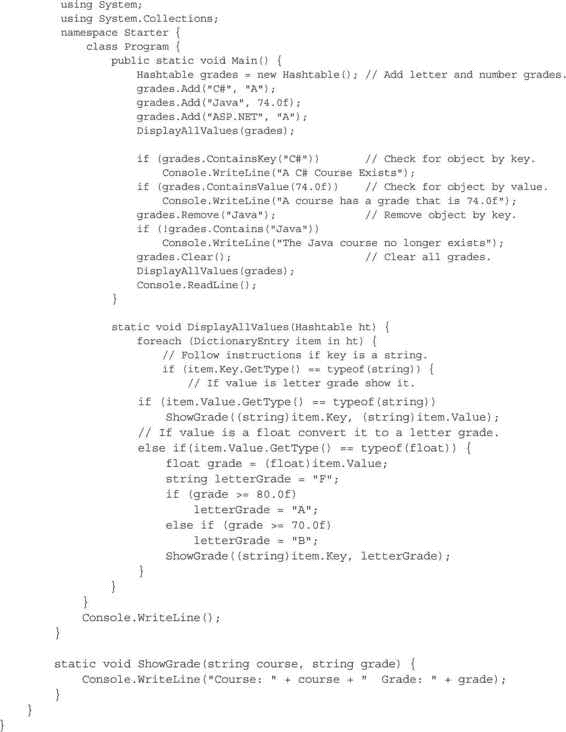 using System;
using System.Collections;
namespace Starter {
    class Program {
        public static void Main() {
            Hashtable grades = new Hashtable(); // Add letter and number grades.
            grades.Add("C#", "A");
            grades.Add("Java", 74.0f);
            grades.Add("ASP.NET", "A");
            DisplayAllValues(grades);

            if (grades.ContainsKey("C#"))       // Check for object by key.
                Console.WriteLine("A C# Course Exists");
            if (grades.ContainsValue(74.0f))    // Check for object by value.
                Console.WriteLine("A course has a grade that is 74.0f");
            grades.Remove("Java");              // Remove object by key.
            if (!grades.Contains("Java"))
                Console.WriteLine("The Java course no longer exists");
            grades.Clear();                     // Clear all grades.
            DisplayAllValues(grades);
            Console.ReadLine();
        }

        static void DisplayAllValues(Hashtable ht) {
            foreach (DictionaryEntry item in ht) {
                // Follow instructions if key is a string.
                if (item.Key.GetType() == typeof(string)) {
                    // If value is letter grade show it.
            if (item.Value.GetType() == typeof(string))
                ShowGrade((string)item.Key, (string)item.Value);
            // If value is a float convert it to a letter grade.
            else if(item.Value.GetType() == typeof(float)) {
                float grade = (float)item.Value;
                string letterGrade = "F";
                if (grade >= 80.0f)
                    letterGrade = "A";
                else if (grade >= 70.0f)
                    letterGrade = "B";
                ShowGrade((string)item.Key, letterGrade);
            }
        }
    }
    Console.WriteLine();
}

static void ShowGrade(string course, string grade) {
    Console.WriteLine("Course: " + course + "  Grade: " + grade);
}
}
}